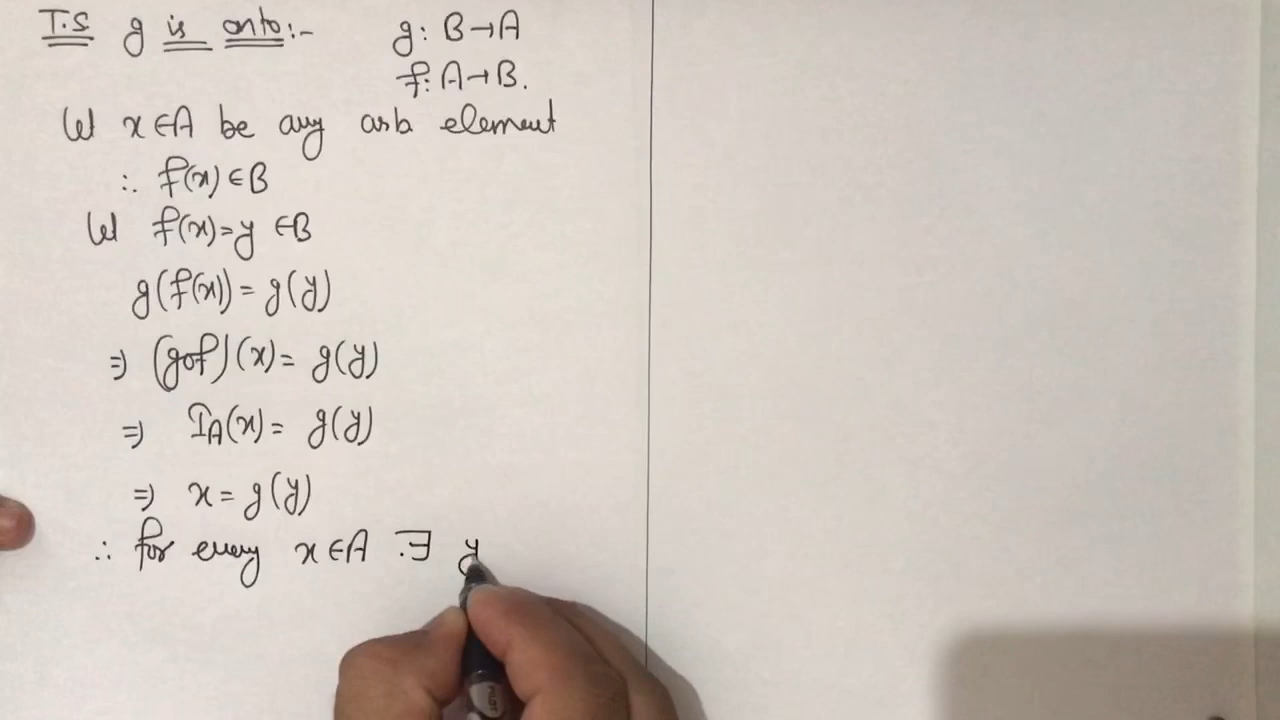 T.S g is onto:-
g: B→A
f: A→B.
Let x∈A be any arb element
∴ f(x)∈B
Let f(x)=y ∈B
g(f(x))=g(y)
⇒ (gof)(x)= g(y)
⇒ I_A(x)= g(y)
⇒ x=g(y)
∴ for every x∈A ∃ y